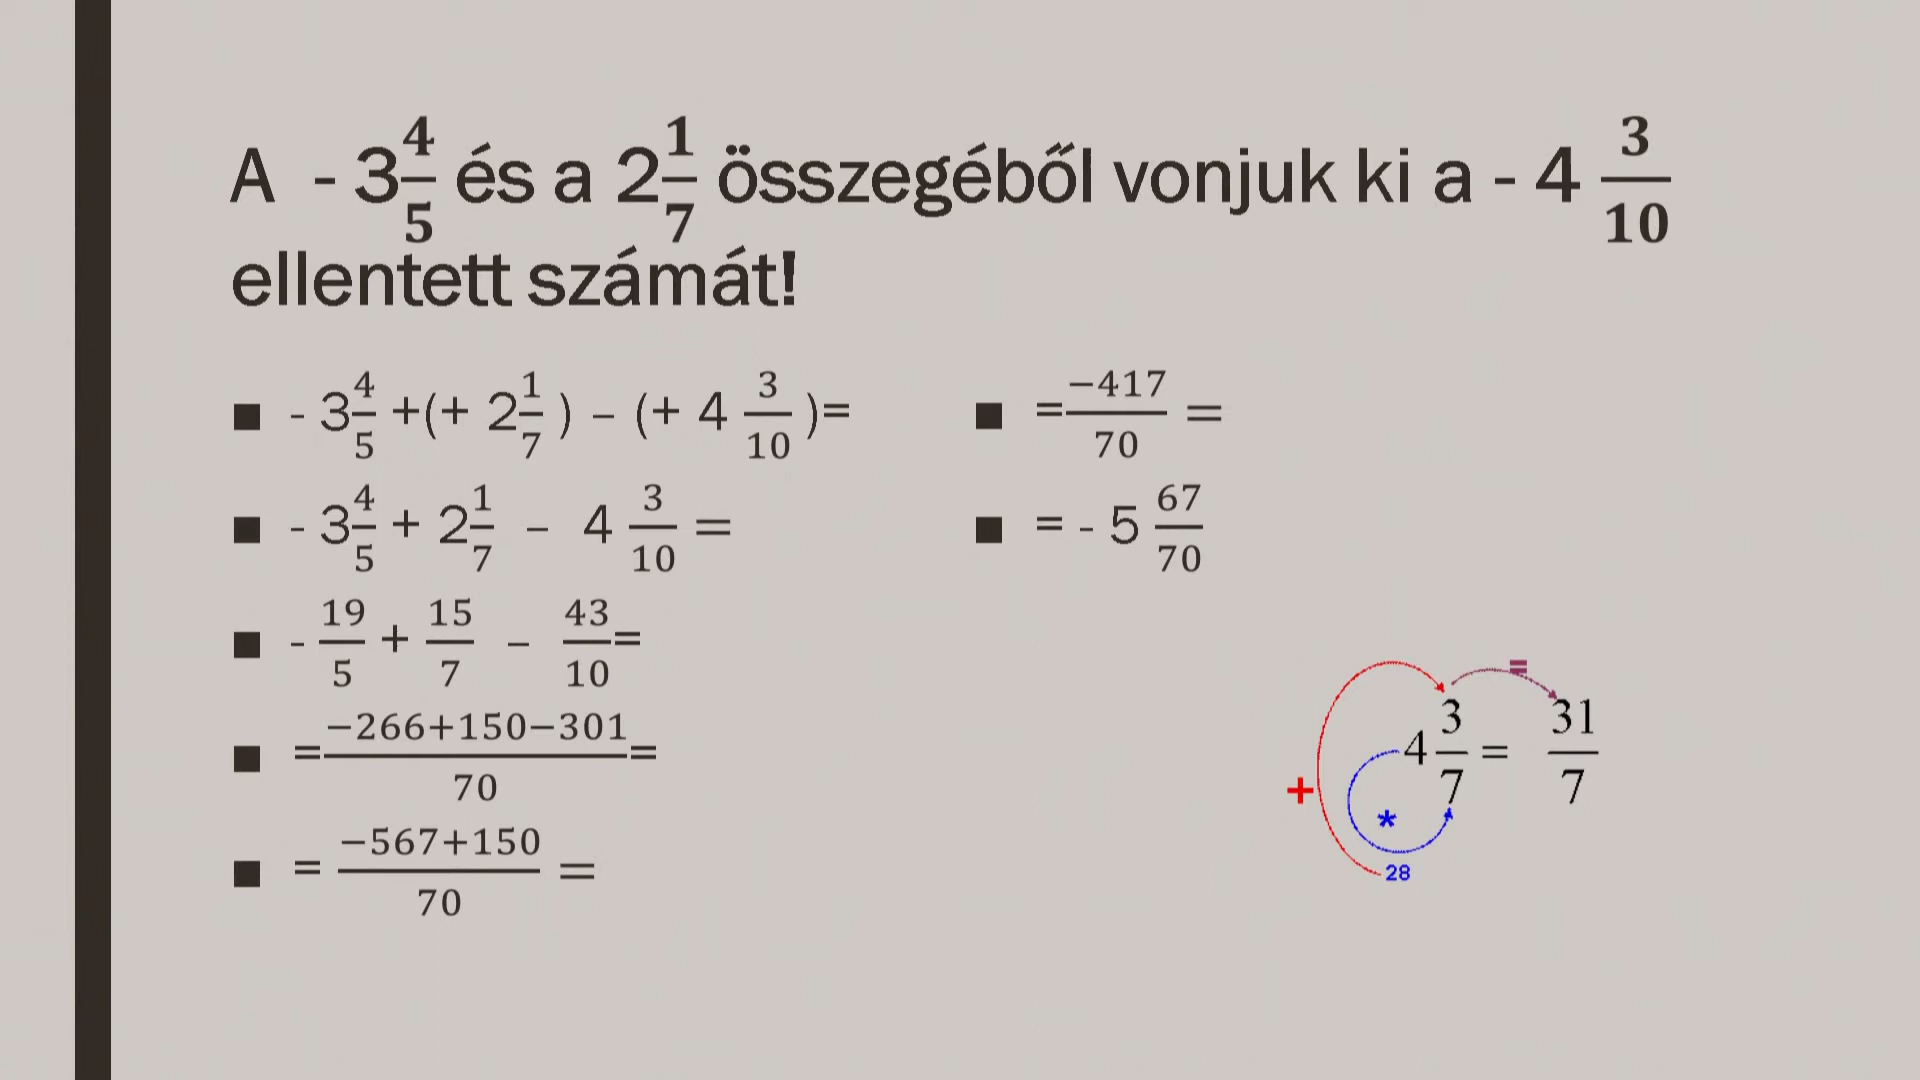 A - 3 4/5 és a 2 1/7 összegéből vonjuk ki a - 4 3/10
ellentett számát!
■ - 3 4/5 +(+ 2 1/7 ) – (+ 4 3/10 )=
■ - 3 4/5 + 2 1/7 – 4 3/10 =
■ - 19/5 + 15/7 – 43/10=
■ =−266+150−301/70=
■ = −567+150/70 =
■ =−417/70 =
■ = - 5 67/70
4 3/7 = 31/7
=
+
*
28